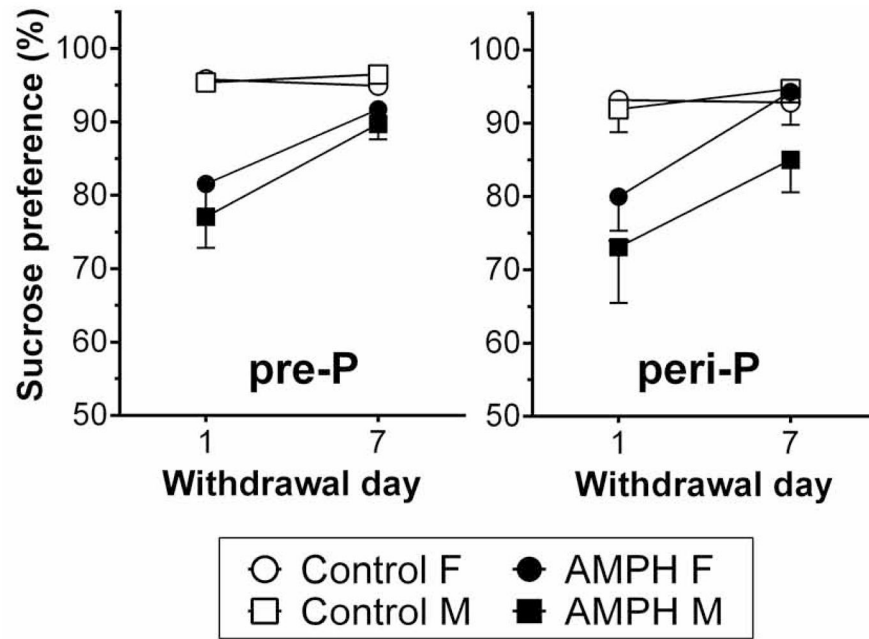 Sucrose preference (%)
100
90
80
70
60
50
pre-P
1 7
Withdrawal day
100
90
80
70
60
50
peri-P
1 7
Withdrawal day
Control F
AMPH F
Control M
AMPH M